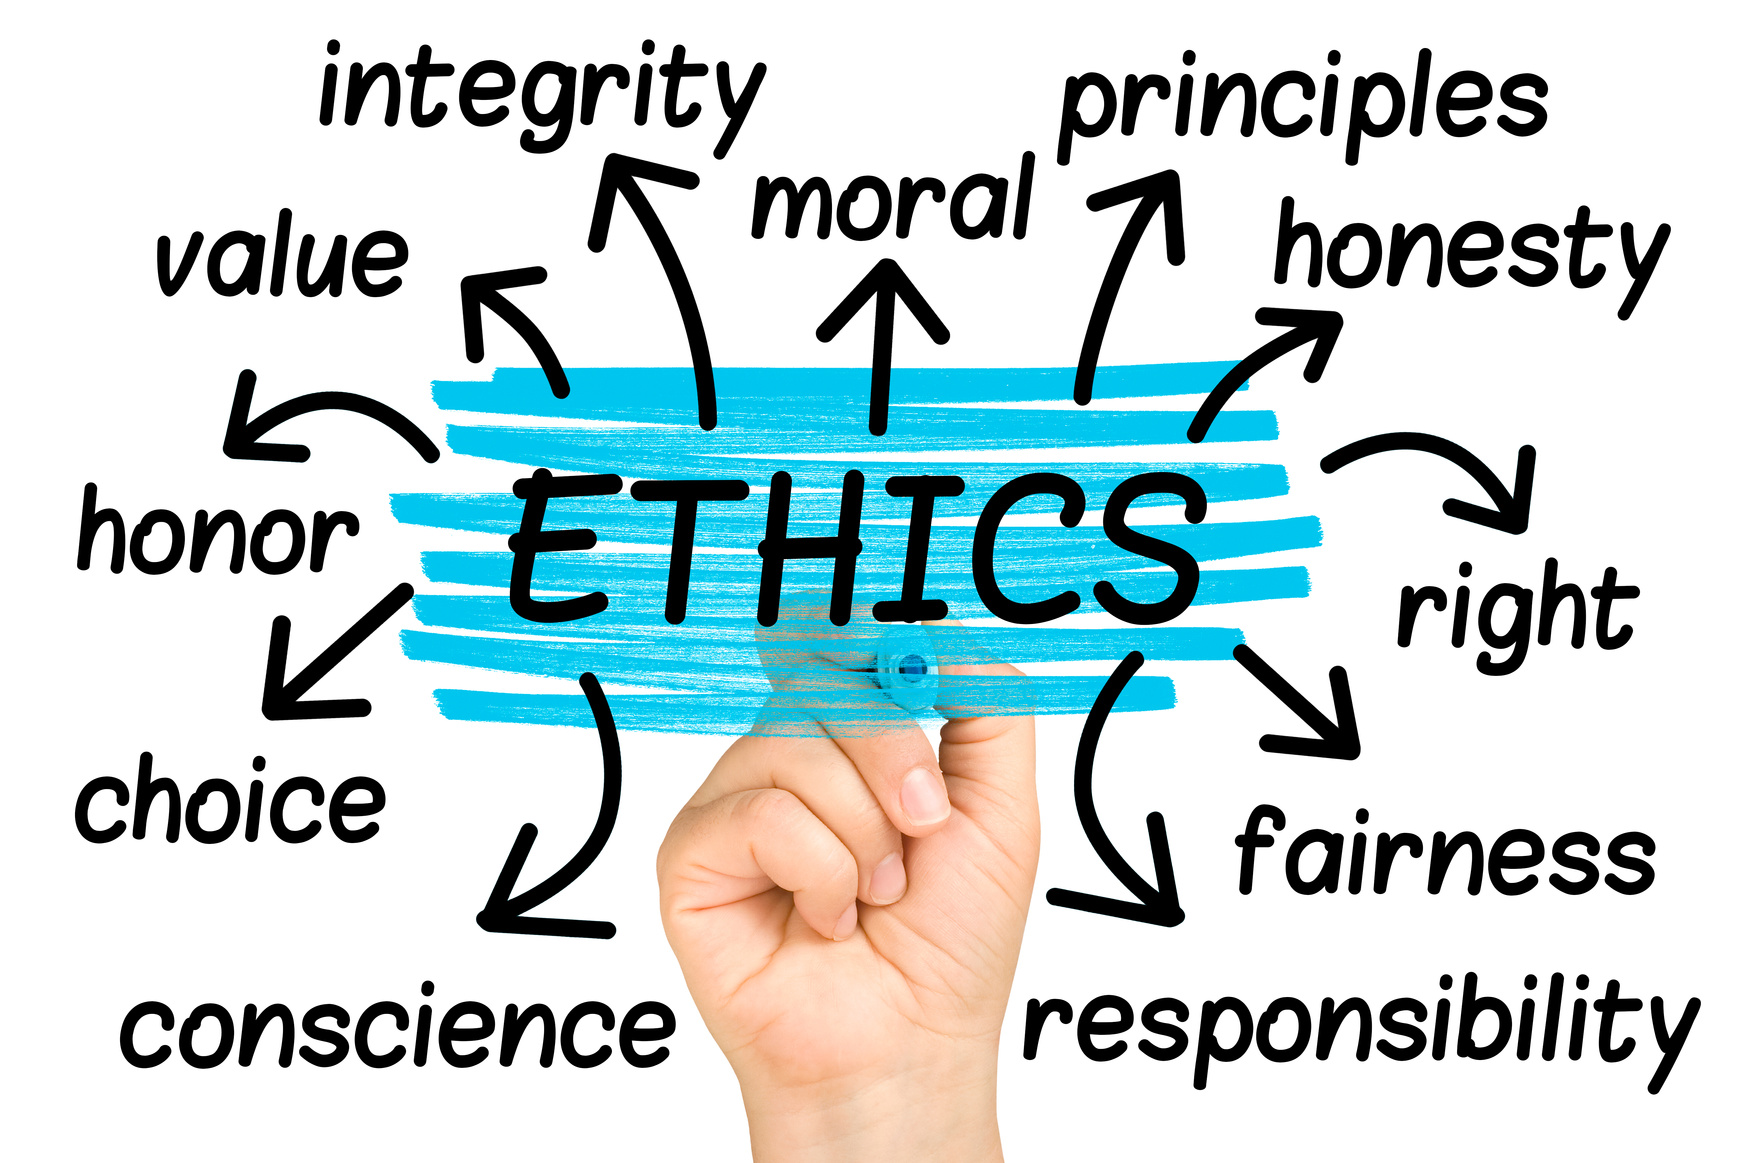 integrity
principles
moral
value
honesty
honor
ETHICS
right
choice
fairness
conscience
responsibility